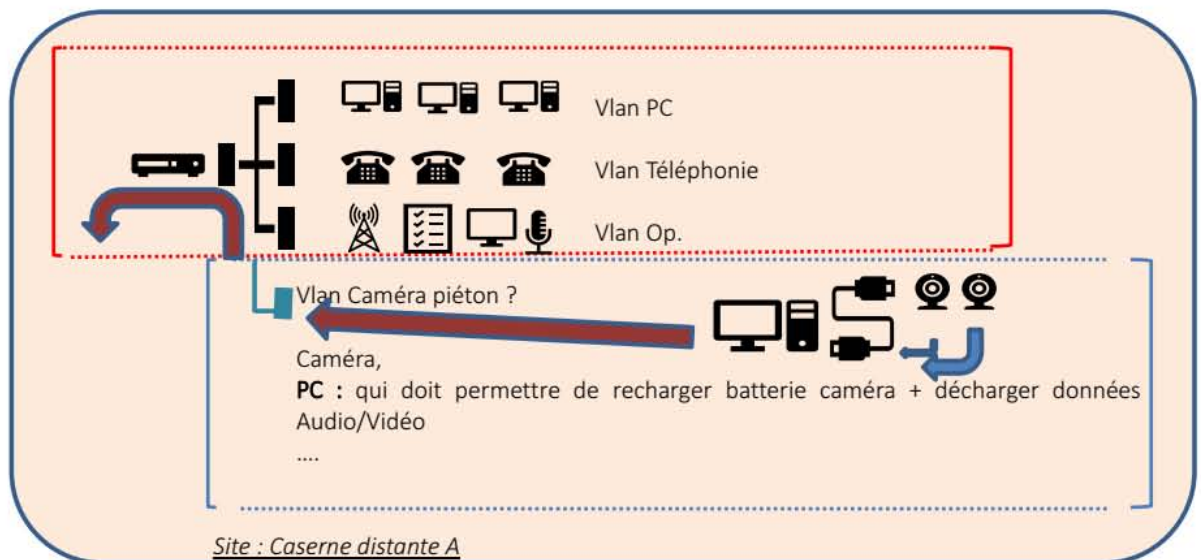 Vlan PC
Vlan Téléphonie
Vlan Op.
Vlan Caméra piéton ?
Caméra,
PC : qui doit permettre de recharger batterie caméra + décharger données
Audio/Vidéo
....
Site : Caserne distante A